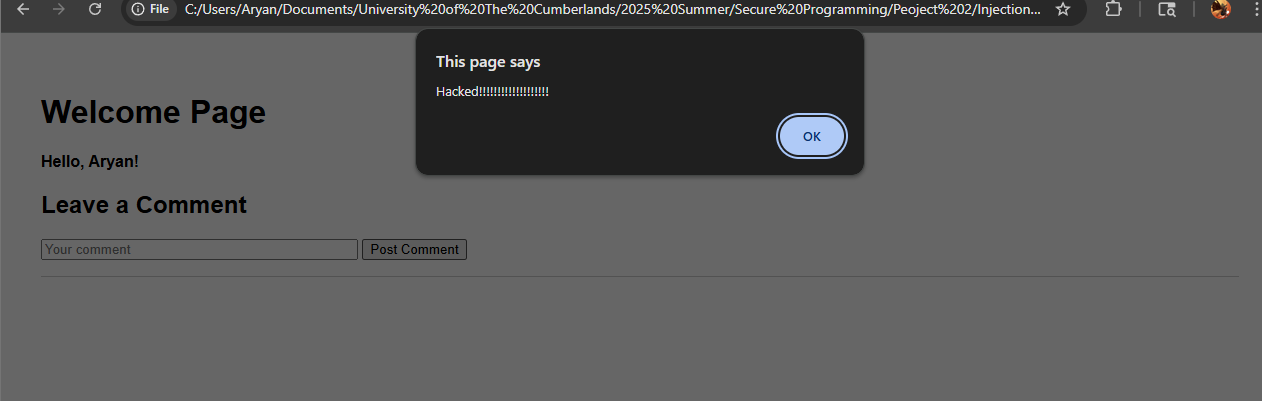 File C:/Users/Aryan/Documents/University%20of%20The%20Cumberlands/2025%20Summer/Secure%20Programming/Peoject%202/Injection...
This page says
Hacked!!!!!!!!!!!!!!!!!!!
OK
Welcome Page
Hello, Aryan!
Leave a Comment
Your comment Post Comment